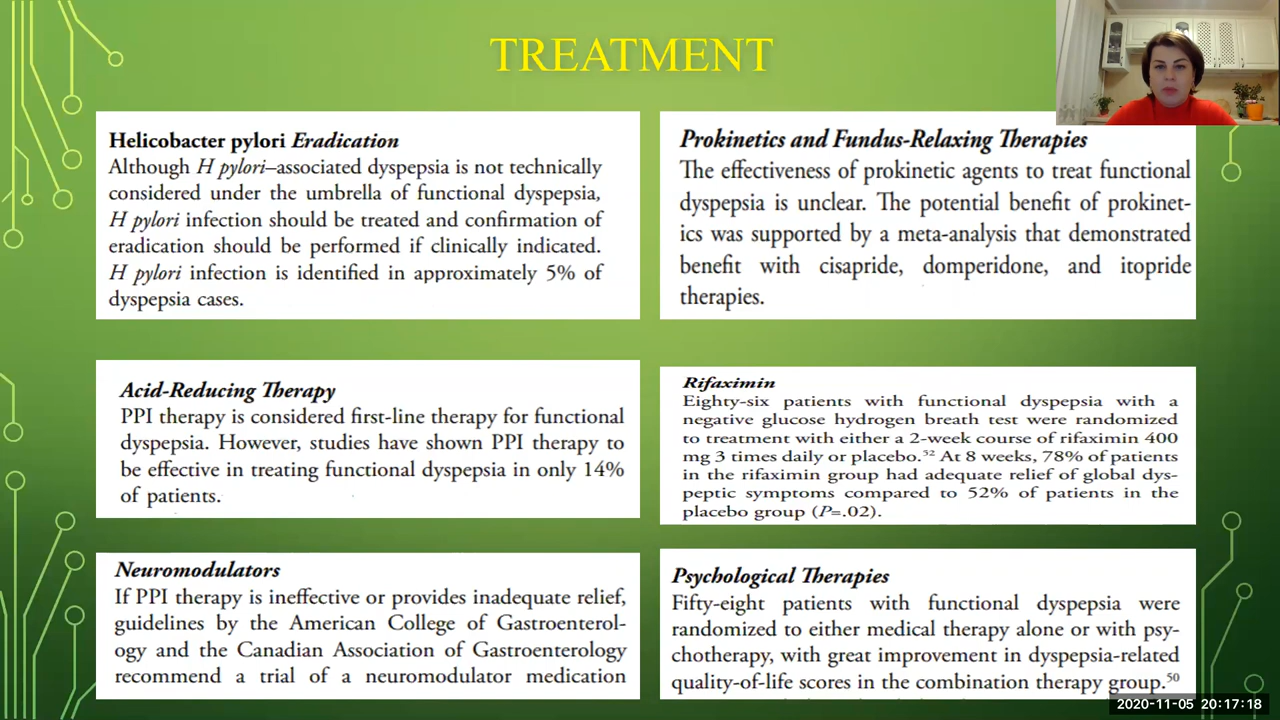 TREATMENT
Helicobacter pylori Eradication
Although H pylori–associated dyspepsia is not technically
considered under the umbrella of functional dyspepsia,
H pylori infection should be treated and confirmation of
eradication should be performed if clinically indicated.
H pylori infection is identified in approximately 5% of
dyspepsia cases.
Prokinetics and Fundus-Relaxing Therapies
The effectiveness of prokinetic agents to treat functional
dyspepsia is unclear. The potential benefit of prokinet-
ics was supported by a meta-analysis that demonstrated
benefit with cisapride, domperidone, and itopride
therapies.
Acid-Reducing Therapy
PPI therapy is considered first-line therapy for functional
dyspepsia. However, studies have shown PPI therapy to
be effective in treating functional dyspepsia in only 14%
of patients.
Rifaximin
Eighty-six patients with functional dyspepsia with a
negative glucose hydrogen breath test were randomized
to treatment with either a 2-week course of rifaximin 400
mg 3 times daily or placebo.⁵² At 8 weeks, 78% of patients
in the rifaximin group had adequate relief of global dys-
peptic symptoms compared to 52% of patients in the
placebo group (P=.02).
Neuromodulators
If PPI therapy is ineffective or provides inadequate relief,
guidelines by the American College of Gastroenterol-
ogy and the Canadian Association of Gastroenterology
recommend a trial of a neuromodulator medication
Psychological Therapies
Fifty-eight patients with functional dyspepsia were
randomized to either medical therapy alone or with psy-
chotherapy, with great improvement in dyspepsia-related
quality-of-life scores in the combination therapy group.⁵⁰
2020-11-05 20:17:18